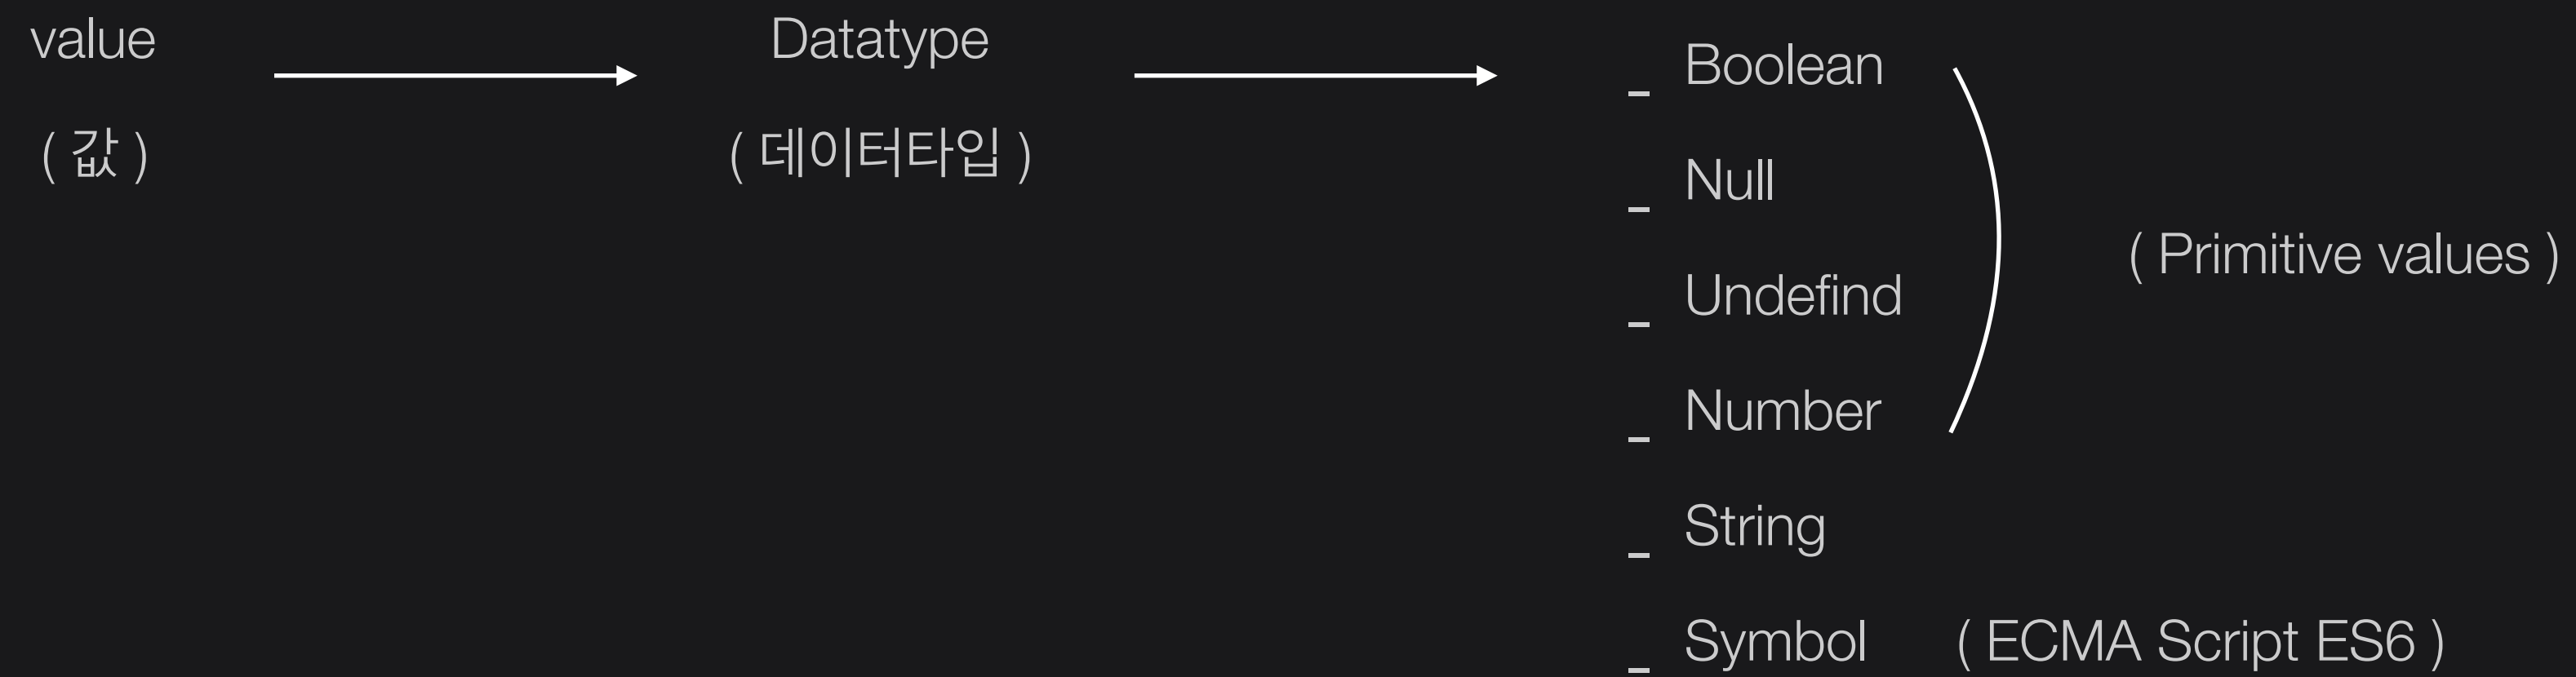 value
( 값 )
Datatype
( 데이터타입 )
- Boolean
- Null
- Undefind
- Number
( Primitive values )
- String
- Symbol ( ECMA Script ES6 )